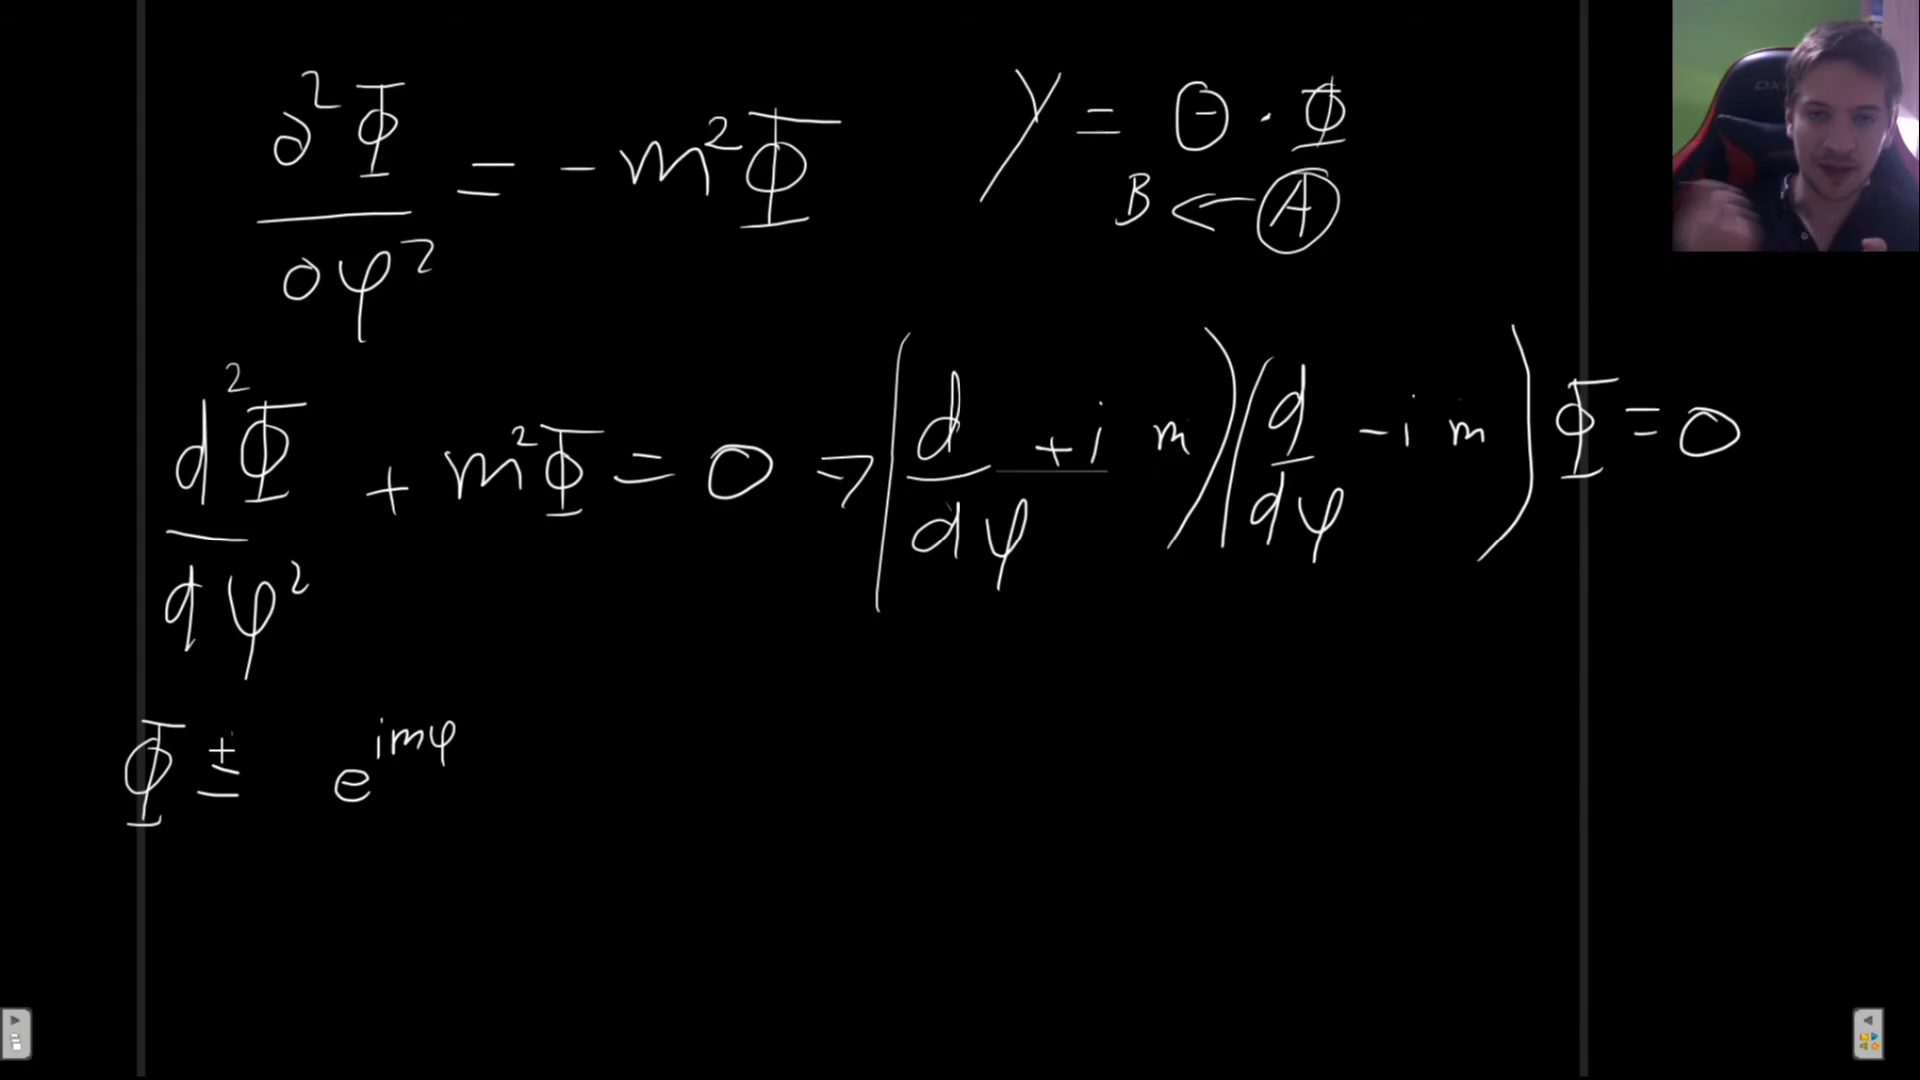 ∂²Φ/∂φ² = -m²Φ
Y = Θ · Φ
B ← A
d²Φ/dφ² + m²Φ = 0 → (d/dφ + i m)(d/dφ - i m) Φ = 0
Φ ± e^{imφ}